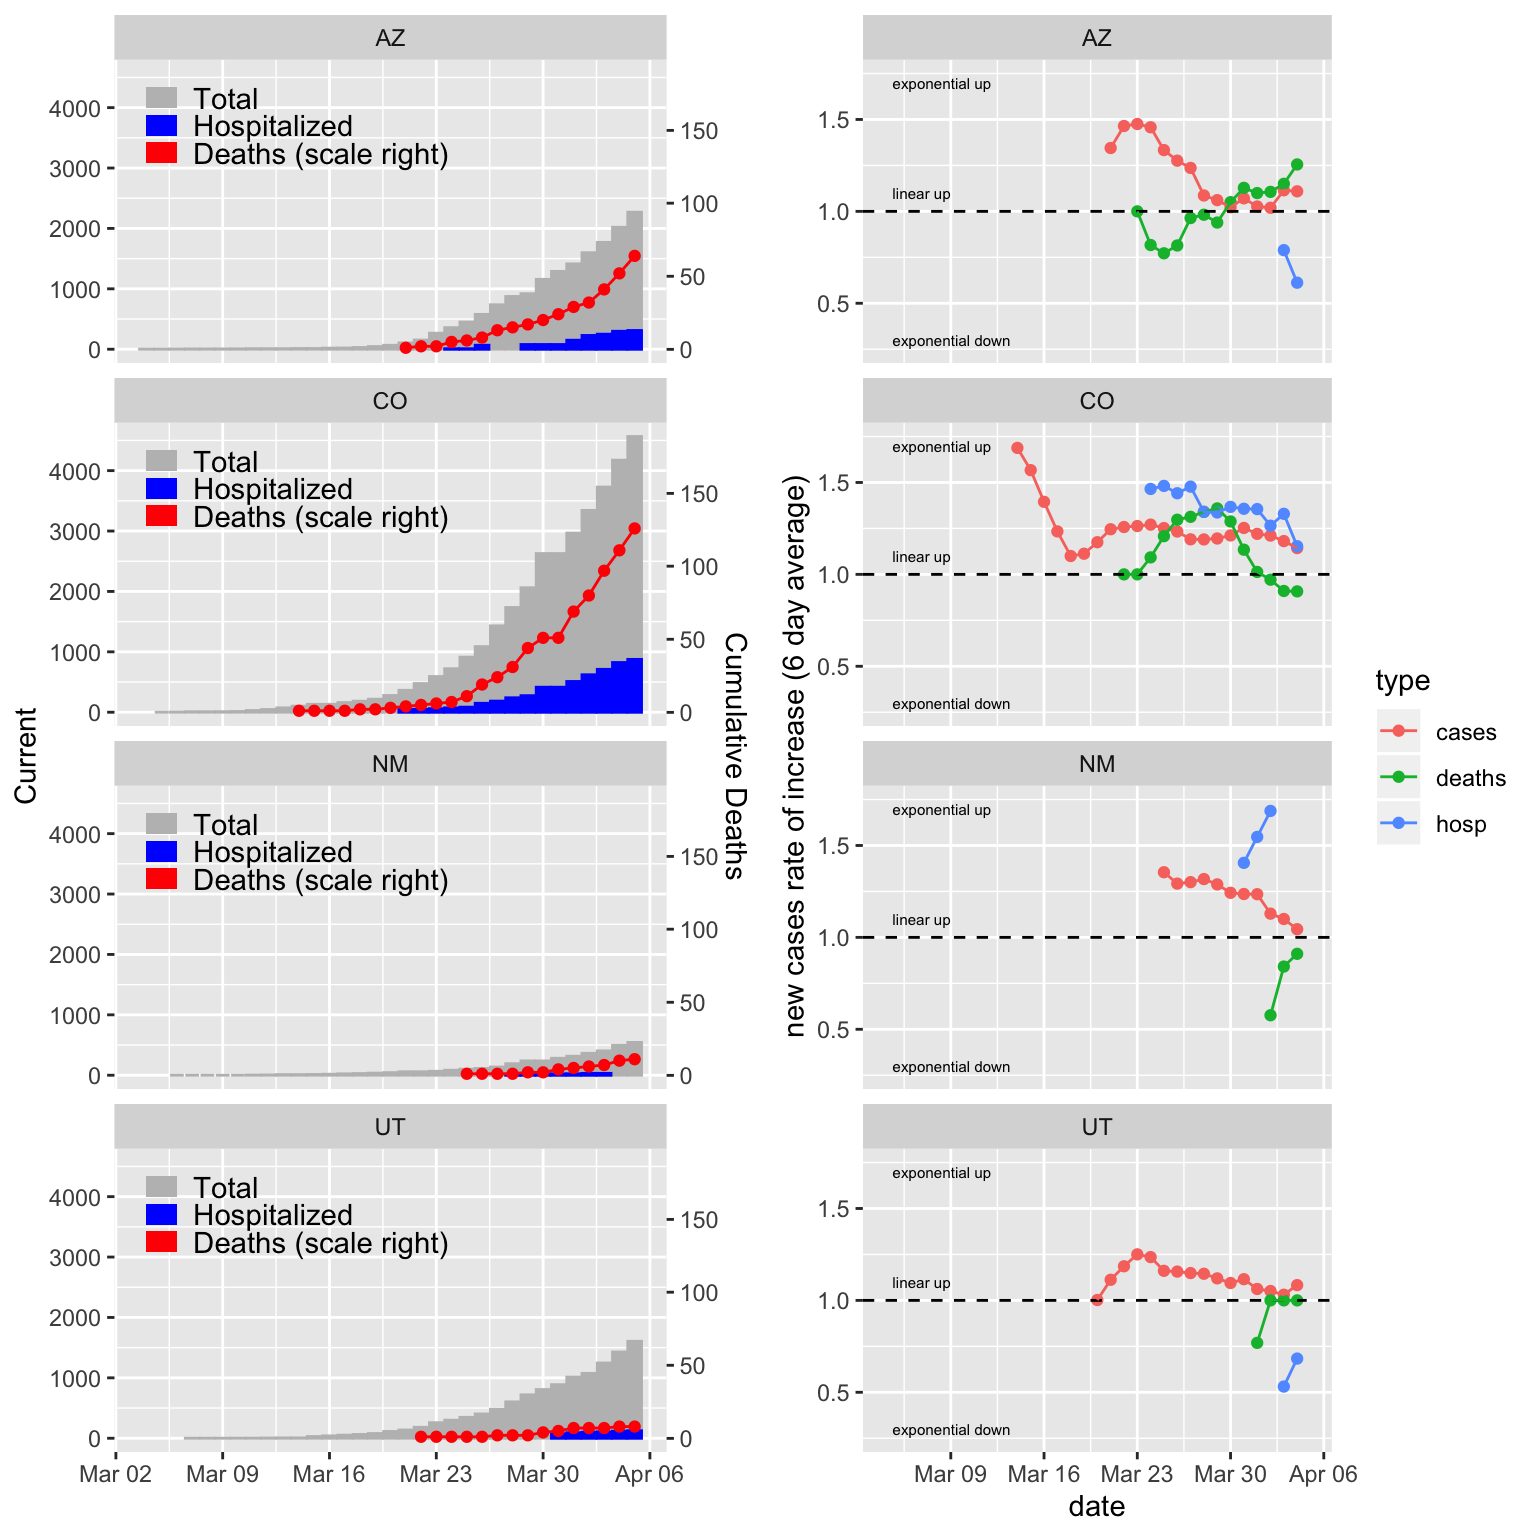 AZ
4000
3000
2000
1000
0
Total
Hospitalized
Deaths (scale right)
150
100
50
0
CO
4000
3000
2000
1000
0
Total
Hospitalized
Deaths (scale right)
150
100
50
0
NM
4000
3000
2000
1000
0
Total
Hospitalized
Deaths (scale right)
150
100
50
0
UT
4000
3000
2000
1000
0
Total
Hospitalized
Deaths (scale right)
150
100
50
0
Mar 02 Mar 09 Mar 16 Mar 23 Mar 30 Apr 06
Current
Cumulative Deaths
AZ
1.5
1.0
0.5
exponential up
linear up
exponential down
CO
1.5
1.0
0.5
exponential up
linear up
exponential down
NM
1.5
1.0
0.5
exponential up
linear up
exponential down
UT
1.5
1.0
0.5
exponential up
linear up
exponential down
Mar 09 Mar 16 Mar 23 Mar 30 Apr 06
date
new cases rate of increase (6 day average)
type
cases
deaths
hosp